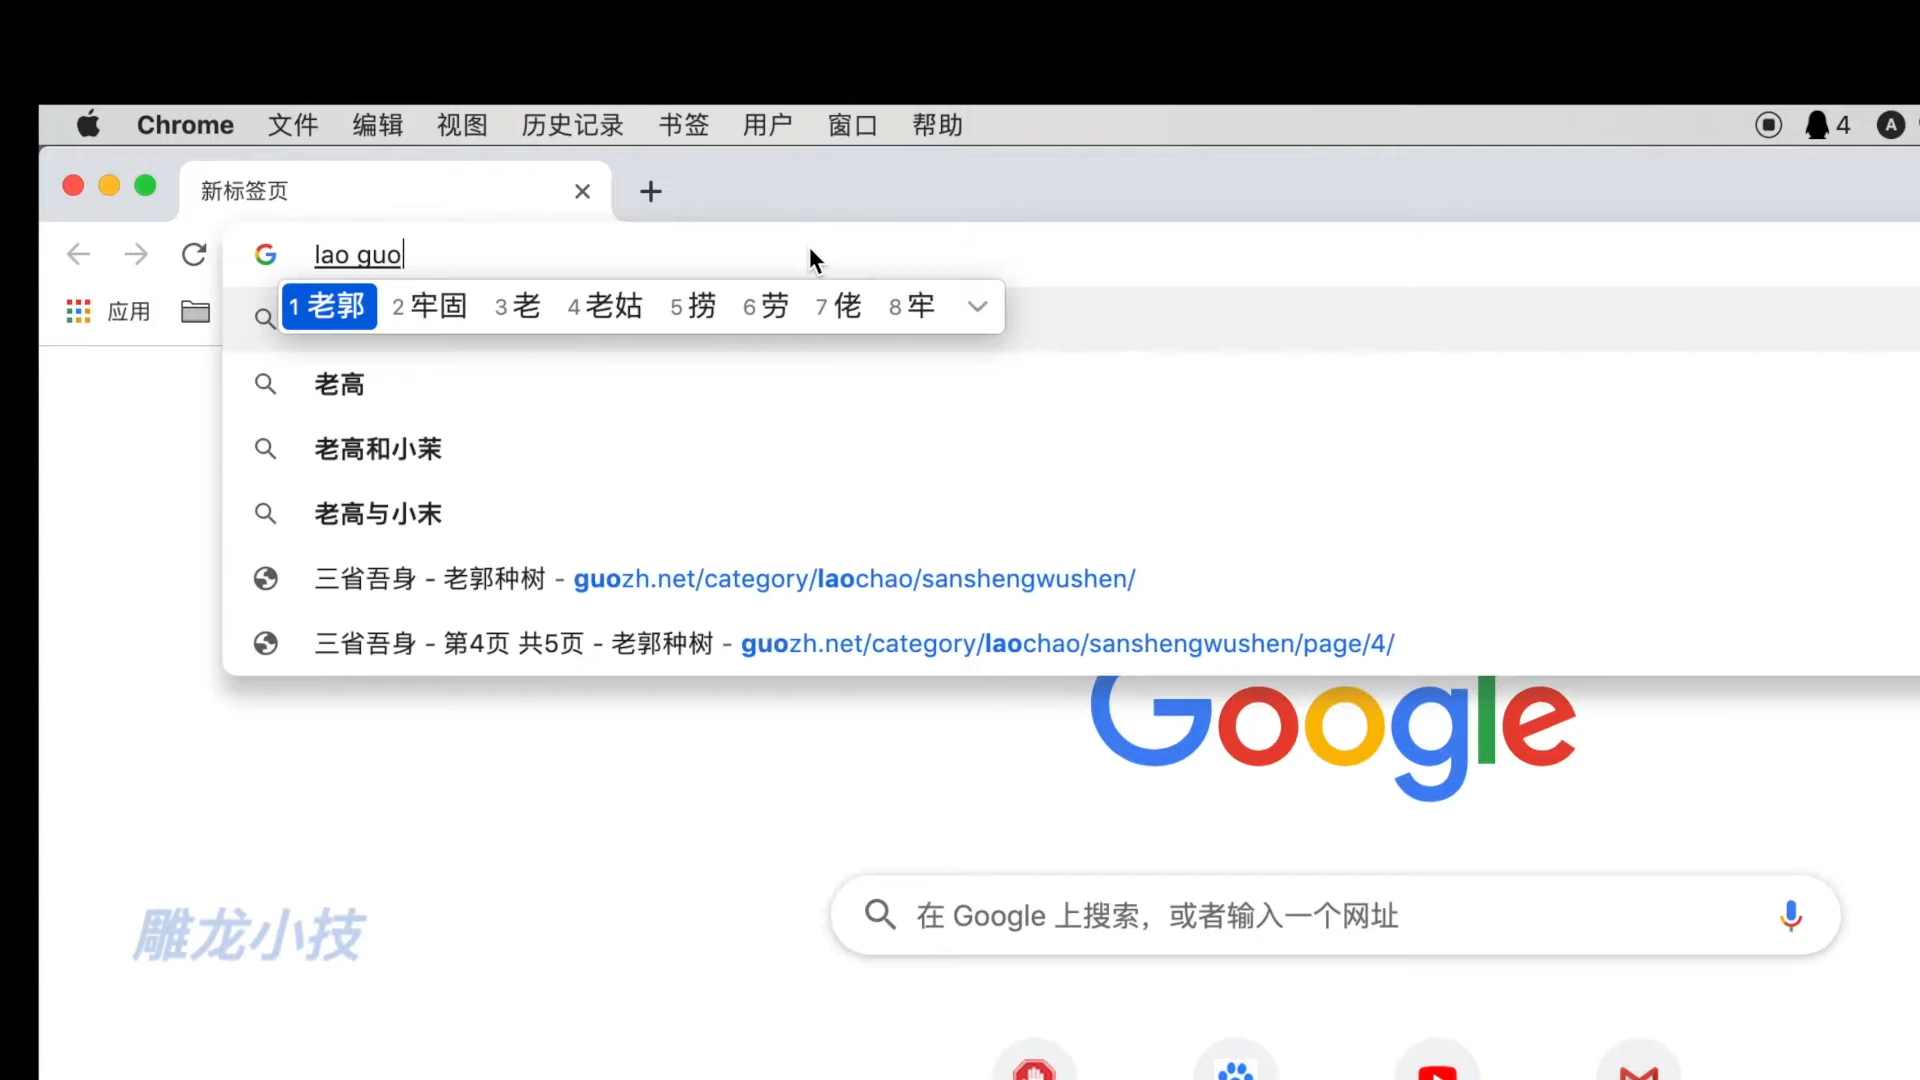 Chrome 文件 编辑 视图 历史记录 书签 用户 窗口 帮助 4 A
新标签页
lao guo
应用
1 老郭 2 牢固 3 老 4 老姑 5 捞 6 劳 7 佬 8 牢
老高
老高和小茉
老高与小末
三省吾身 - 老郭种树 - guozh.net/category/laochao/sanshengwushen/
三省吾身 - 第4页 共5页 - 老郭种树 - guozh.net/category/laochao/sanshengwushen/page/4/
Google
在 Google 上搜索，或者输入一个网址
雕龙小技